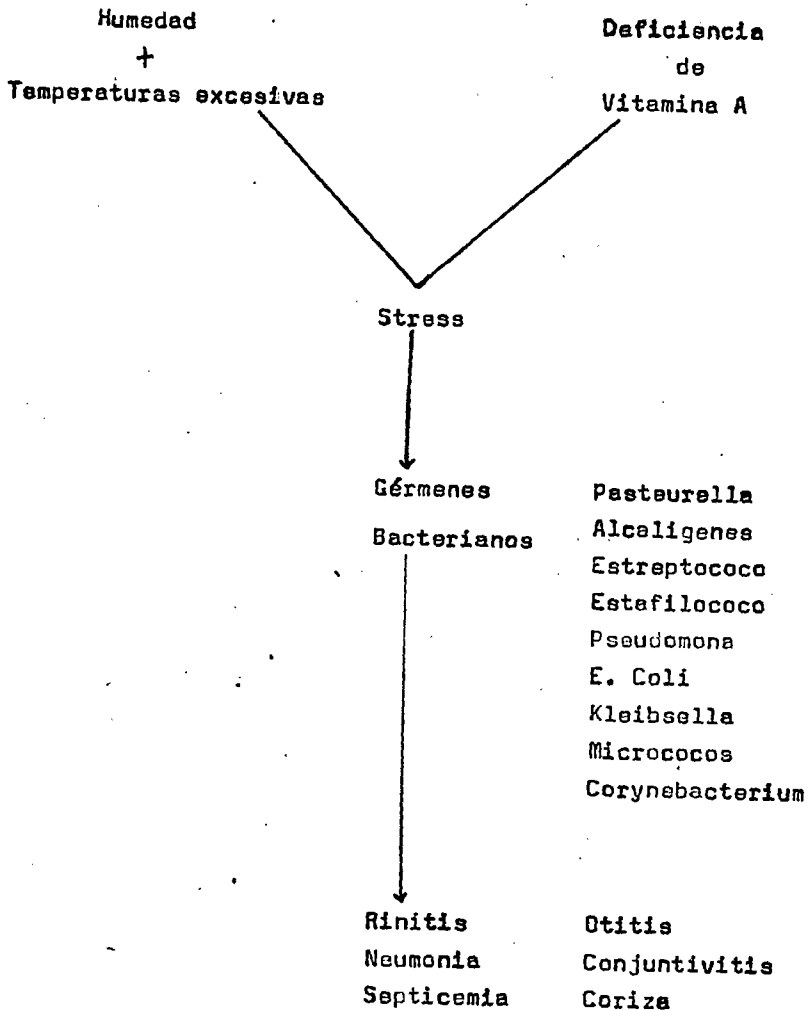 Humedad
+
Temperaturas excesivas
Deficiencia
de
Vitamina A
Stress
Gérmenes
Bacterianos
Pasteurella
Alcaligenes
Estreptococo
Estafilococo
Pseudomona
E. Coli
Kleibsella
Micrococos
Corynebacterium
Rinitis
Neumonia
Septicemia
Otitis
Conjuntivitis
Coriza